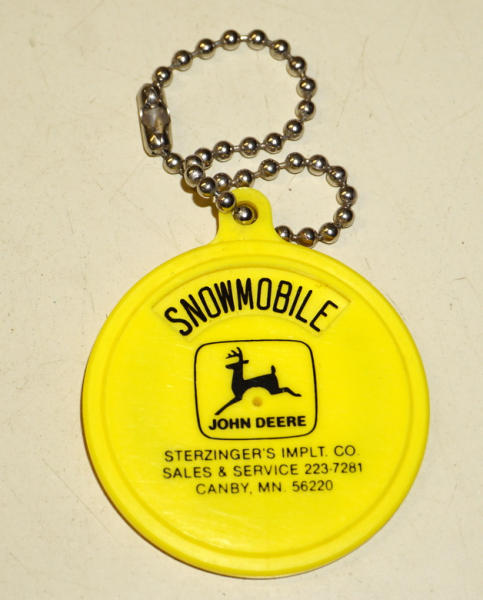 SNOWMOBILE
JOHN DEERE
STERZINGER'S IMPLT. CO.
SALES & SERVICE 223-7281
CANBY, MN. 56220